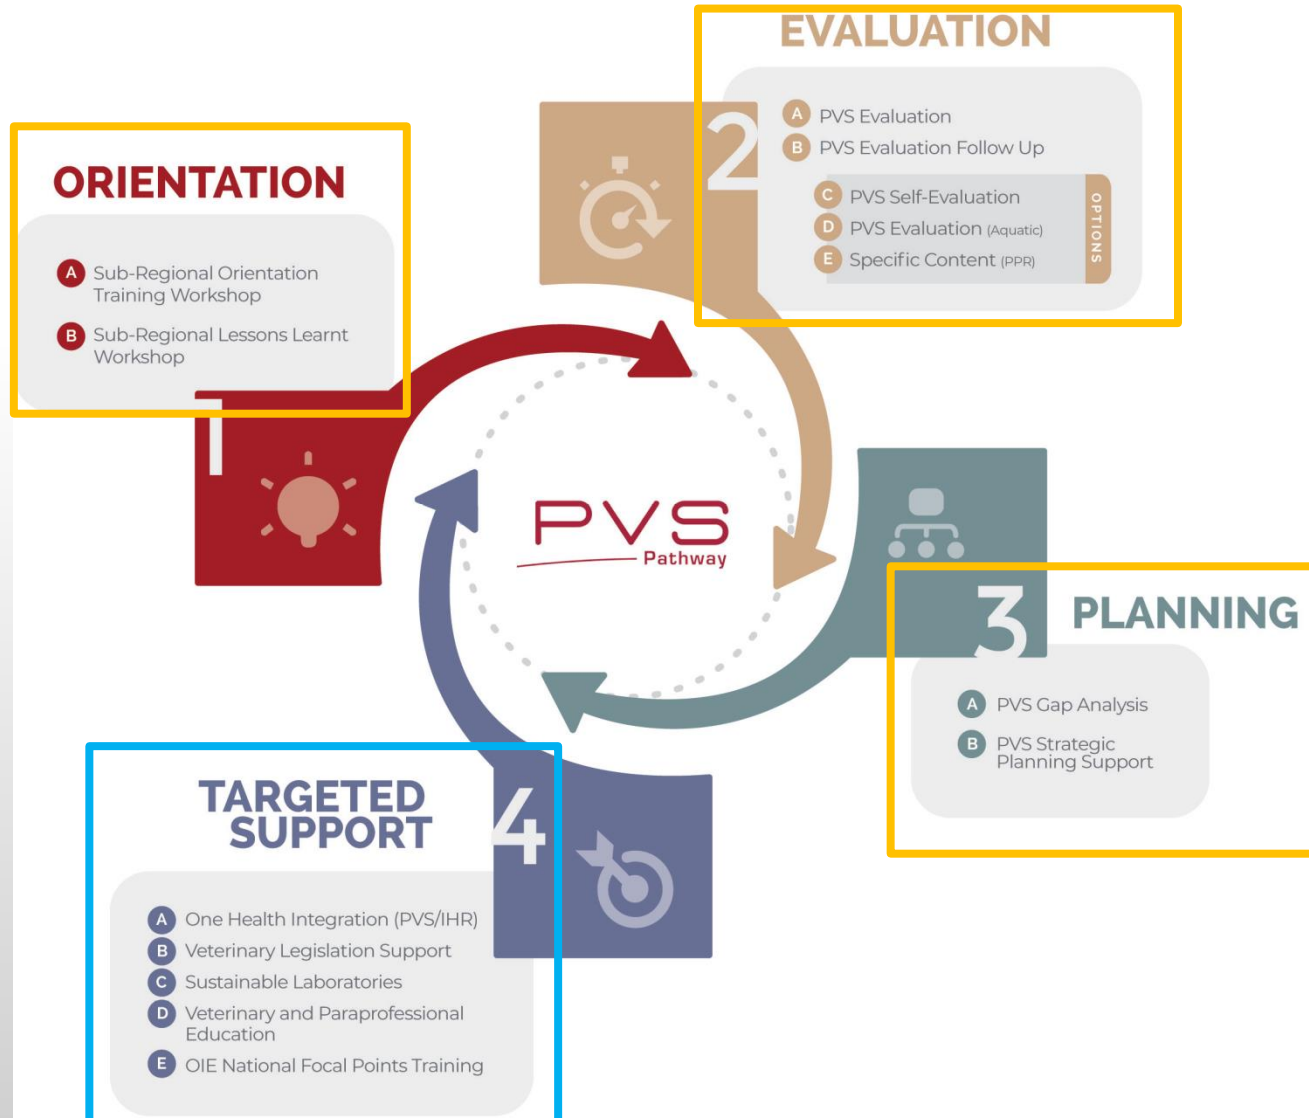 ORIENTATION
A Sub-Regional Orientation
Training Workshop
B Sub-Regional Lessons Learnt
Workshop
1
EVALUATION
2
A PVS Evaluation
B PVS Evaluation Follow Up
C PVS Self-Evaluation
D PVS Evaluation (Aquatic)
E Specific Content (PPR)
OPTIONS
PVS
Pathway
3
PLANNING
A PVS Gap Analysis
B PVS Strategic
Planning Support
TARGETED
SUPPORT
4
A One Health Integration (PVS/IHR)
B Veterinary Legislation Support
C Sustainable Laboratories
D Veterinary and Paraprofessional
Education
E OIE National Focal Points Training